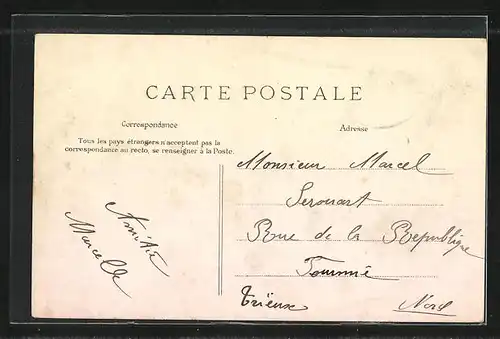 CARTE POSTALE
Correspondance
Adresse
Tous les pays étrangers n'acceptent pas la
correspondance au recto, se renseigner à la Poste.
Monsieur Marcel
Rue de la République
Nord
Amitié
Marcelle